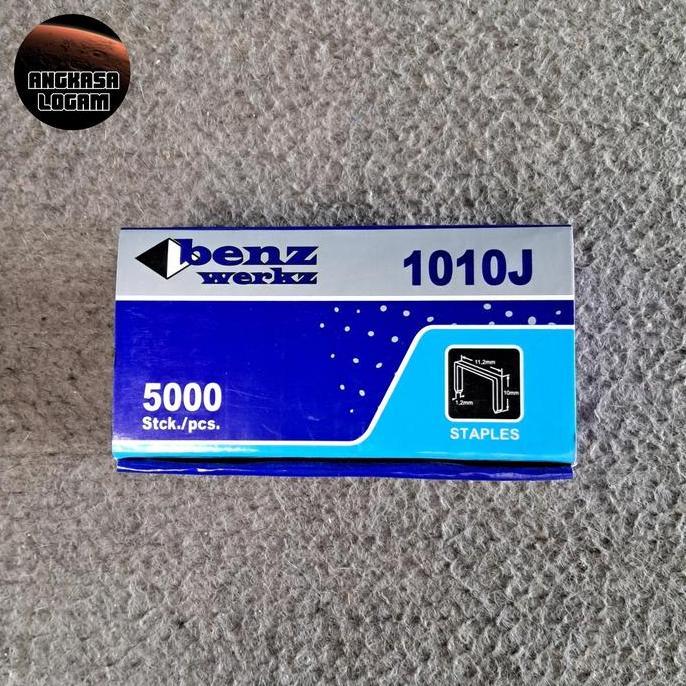 ANGKASA
LOGAM
benz
werkz
1010J
5000
Stck./pcs.
11,2mm
10mm
1,2mm
STAPLES